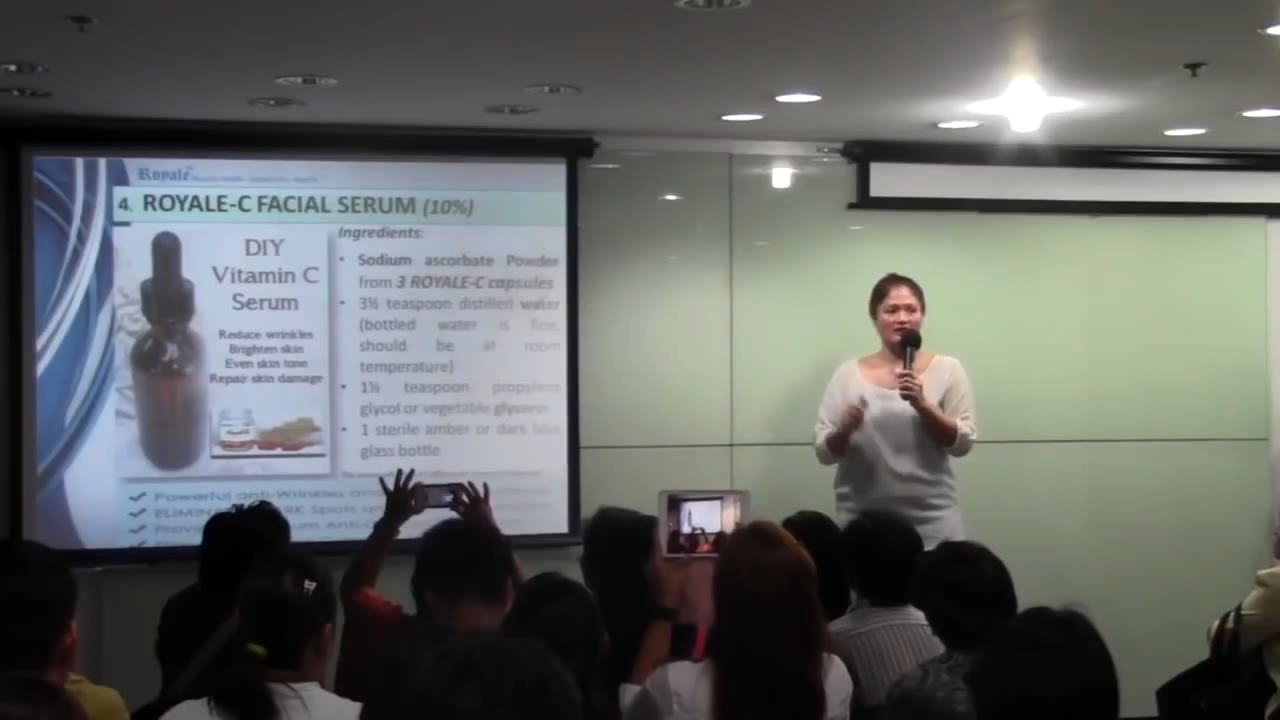 Royale
4. ROYALE-C FACIAL SERUM (10%)
DIY
Vitamin C
Serum
Reduce wrinkles
Brighten skin
Even skin tone
Repair skin damage
Ingredients:
• Sodium ascorbate Powder
from 3 ROYALE-C capsules
• 3½ teaspoon distilled water
(bottled water is fine,
should be at room
temperature)
• 1½ teaspoon propylene
glycol or vegetable glycerin
• 1 sterile amber or dark blue
glass bottle
✓ Powerful anti-Wrinkles
✓ Spots
✓ Anti-